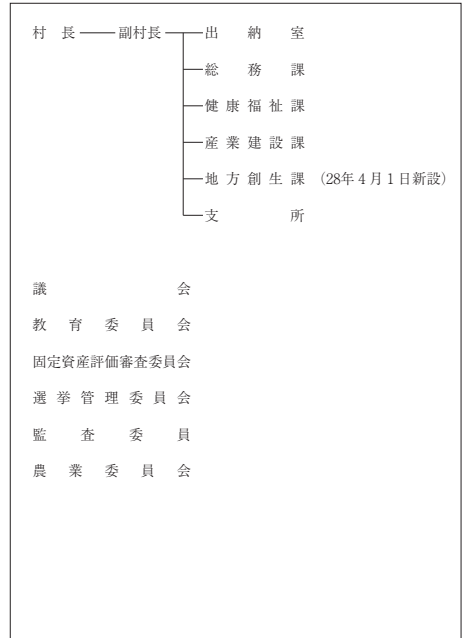 村長 副村長 出納室
総務課
健康福祉課
産業建設課
地方創生課 (28年4月1日新設)
支所
議会
教育委員会
固定資産評価審査委員会
選挙管理委員会
監査委員
農業委員会